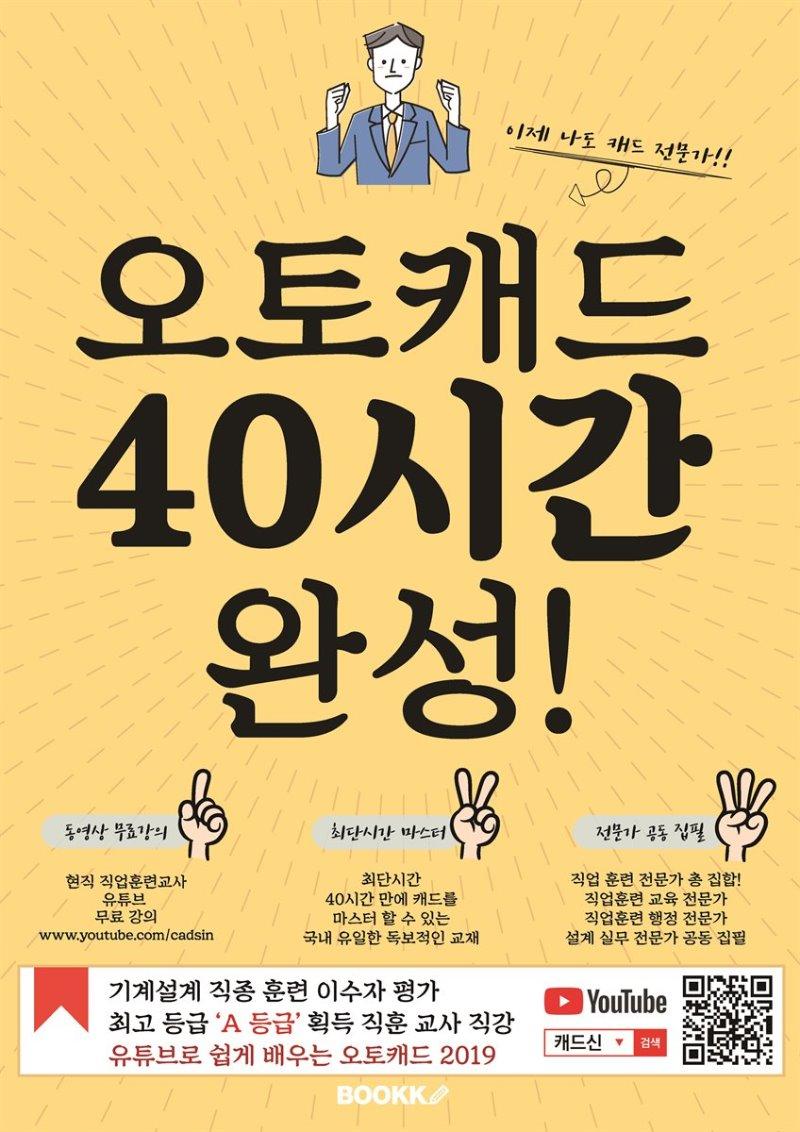 이제 나도 캐드 전문가!!
오토캐드
40시간
완성!
동영상 무료강의
현직 직업훈련교사
유튜브
무료 강의
www.youtube.com/cadsin
최단시간 마스터
최단시간
40시간 만에 캐드를
마스터 할 수 있는
국내 유일한 독보적인 교재
전문가 공동 집필
직업 훈련 전문가 총 집합!
직업훈련 교육 전문가
직업훈련 행정 전문가
설계 실무 전문가 공동 집필
기계설계 직종 훈련 이수자 평가
최고 등급 ‘A 등급’ 획득 직훈 교사 직강
유튜브로 쉽게 배우는 오토캐드 2019
YouTube
캐드신 ▼ 검색
BOOKK